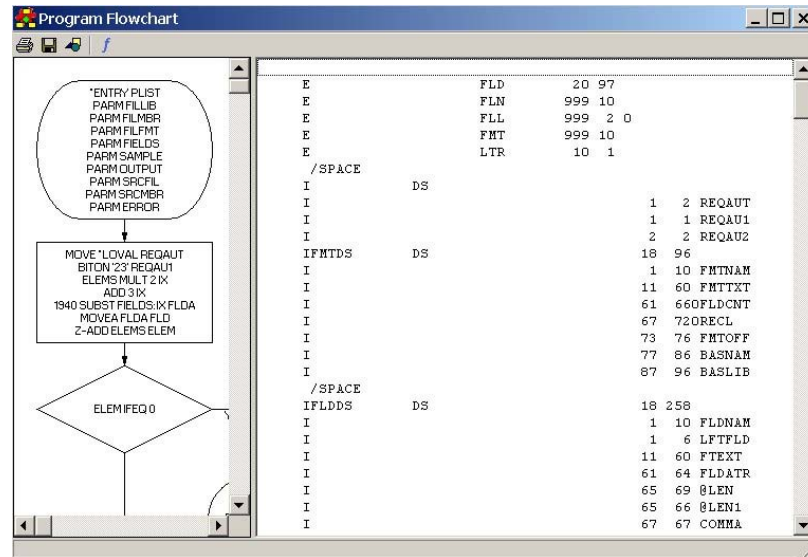 Program Flowchart
f
*ENTRY PLIST
PARM FILLIB
PARM FILMBR
PARM FILFMT
PARM FIELDS
PARM SAMPLE
PARM OUTPUT
PARM SRCFIL
PARM SRCMBR
PARM ERROR
MOVE *LOVAL REQAUT
BITON '23' REQAU1
ELEMS MULT 2 IX
ADD 3 IX
1940 SUBST FIELDS:IX FLDA
MOVEA FLDA FLD
Z-ADD ELEMS ELEM
ELEM IFEQ 0
E FLD 20 97
E FLN 999 10
E FLL 999 2 0
E FMT 999 10
E LTR 10 1
/SPACE
I DS
I 1 2 REQAUT
I 1 1 REQAU1
I 2 2 REQAU2
IFMTDS DS 18 96
I 1 10 FMTNAM
I 11 60 FMTTXT
I 61 660FLDCNT
I 67 720RECL
I 73 76 FMTOFF
I 77 86 BASNAM
I 87 96 BASLIB
/SPACE
IFLDDS DS 18 258
I 1 10 FLDNAM
I 1 6 LFTFLD
I 11 60 FTEXT
I 61 64 FLDATR
I 65 69 @LEN
I 65 66 @LEN1
I 67 67 COMMA